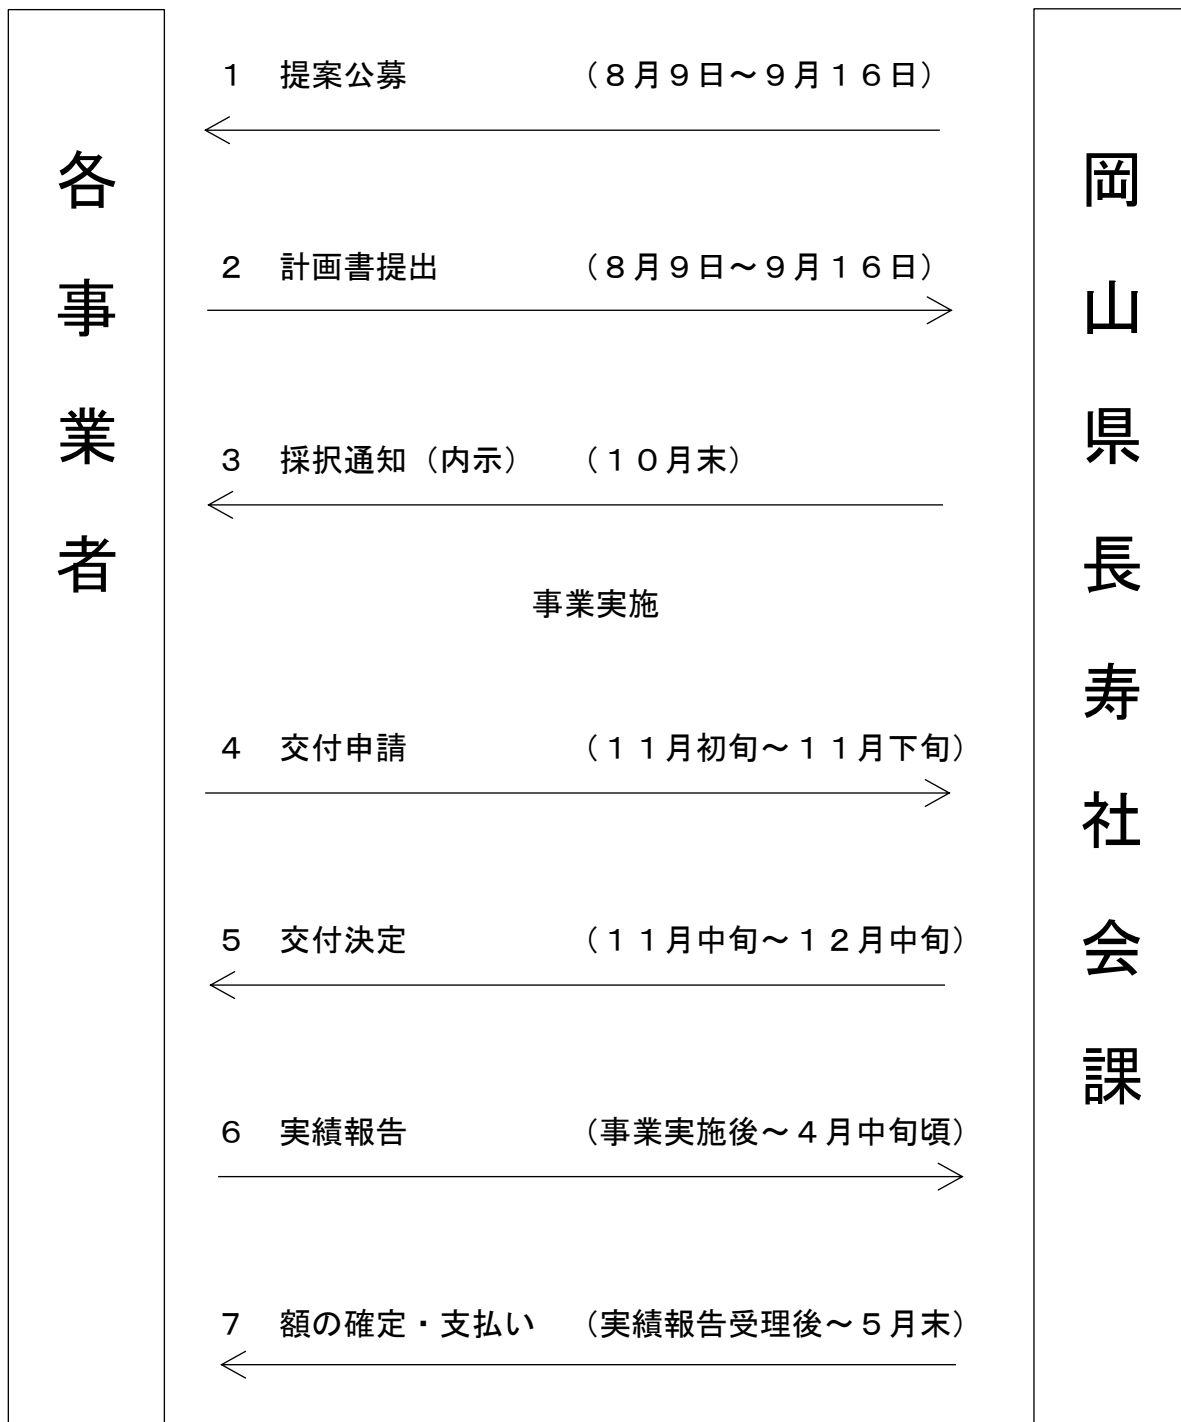 各事業者
1 提案公募 （８月９日～９月１６日）
2 計画書提出 （８月９日～９月１６日）
3 採択通知（内示） （１０月末）
事業実施
4 交付申請 （１１月初旬～１１月下旬）
5 交付決定 （１１月中旬～１２月中旬）
6 実績報告 （事業実施後～４月中旬頃）
7 額の確定・支払い （実績報告受理後～５月末）
岡山県長寿社会課